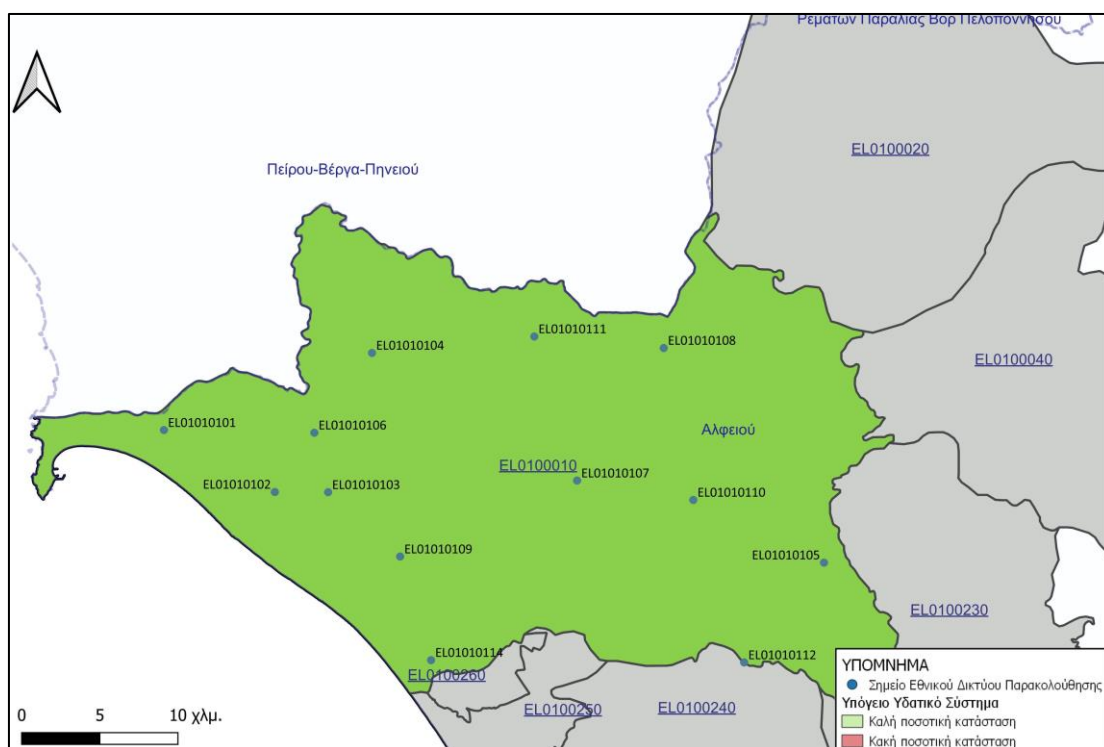 Ρεμάτων Παραλίας Βορ Πελοποννήσου
EL0100020
Πείρου-Βέργα-Πηνειού
EL01010111
EL01010108
EL01010104
EL0100040
EL01010101
EL01010106
Αλφειού
EL0100010
EL01010107
EL01010102
EL01010103
EL01010110
EL01010109
EL01010105
EL0100230
EL01010114
EL01010112
EL0100260
EL0100250
EL0100240
0 5 10 χλμ.
ΥΠΟΜΝΗΜΑ
Σημείο Εθνικού Δικτύου Παρακολούθησης
Υπόγειο Υδατικό Σύστημα
Καλή ποσοτική κατάσταση
Κακή ποσοτική κατάσταση